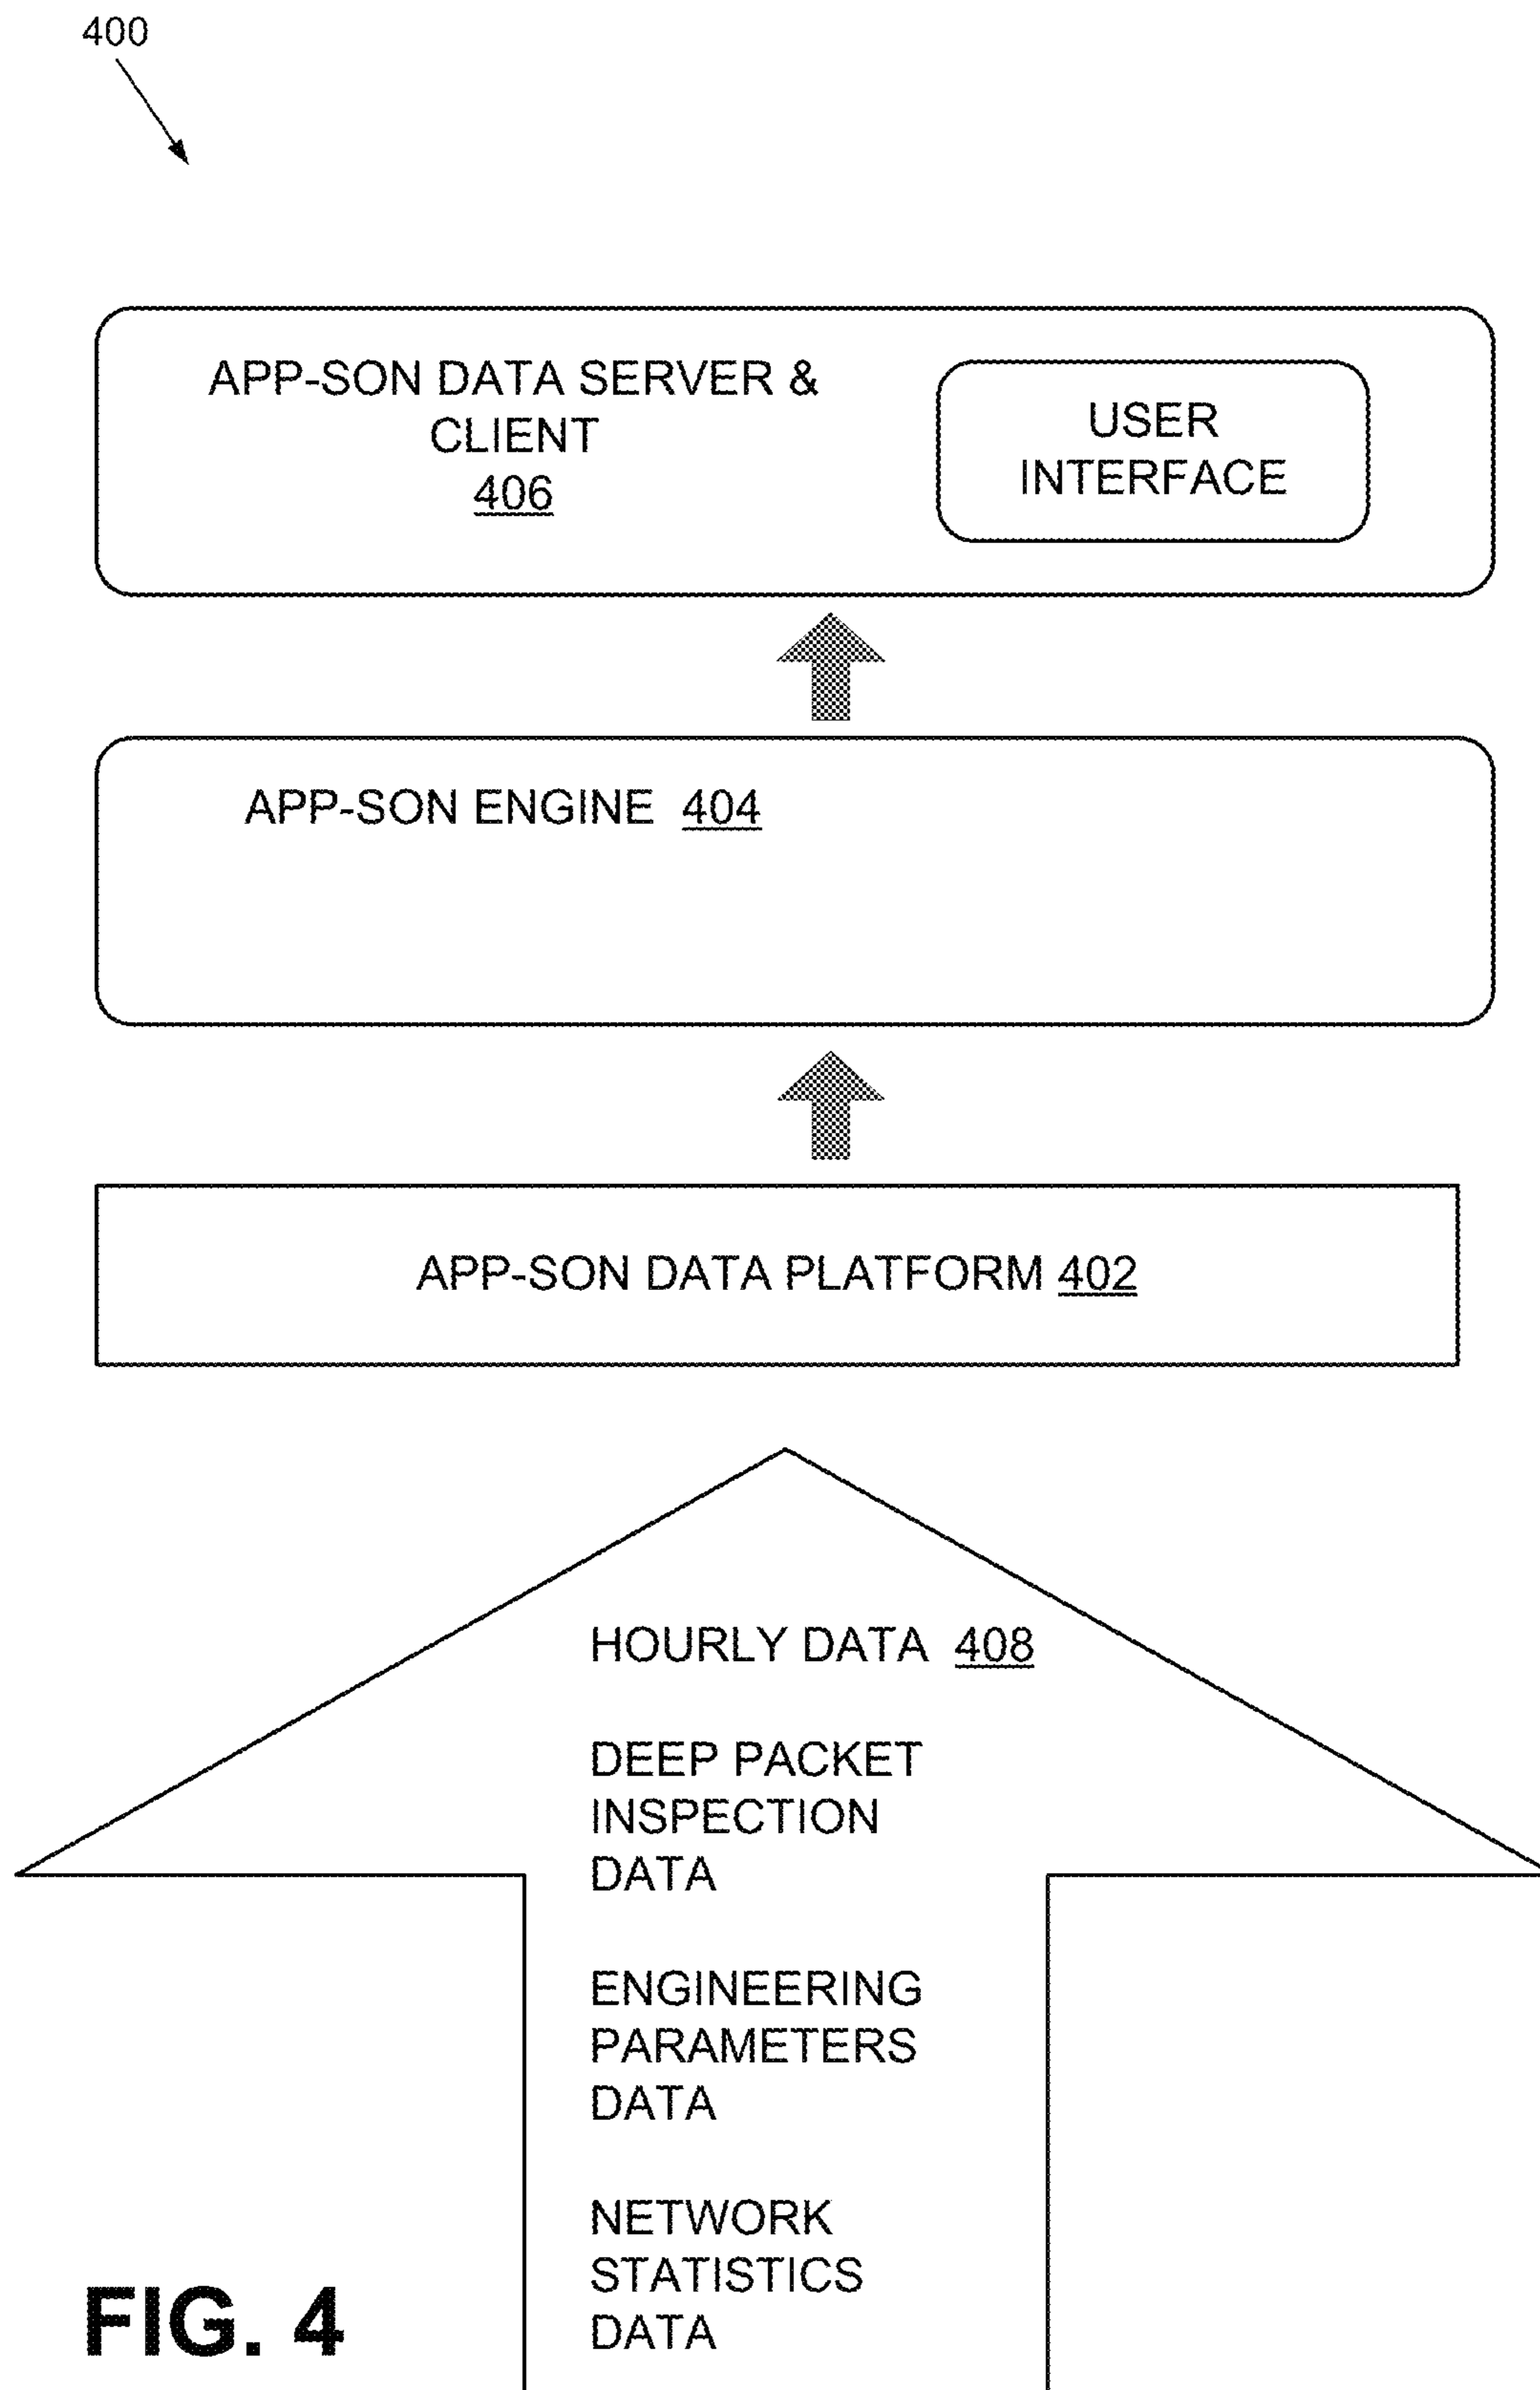 400
APP-SON DATA SERVER &
CLIENT
406
USER
INTERFACE
APP-SON ENGINE 404
APP-SON DATA PLATFORM 402
HOURLY DATA 408
DEEP PACKET
INSPECTION
DATA
ENGINEERING
PARAMETERS
DATA
NETWORK
STATISTICS
DATA
FIG. 4